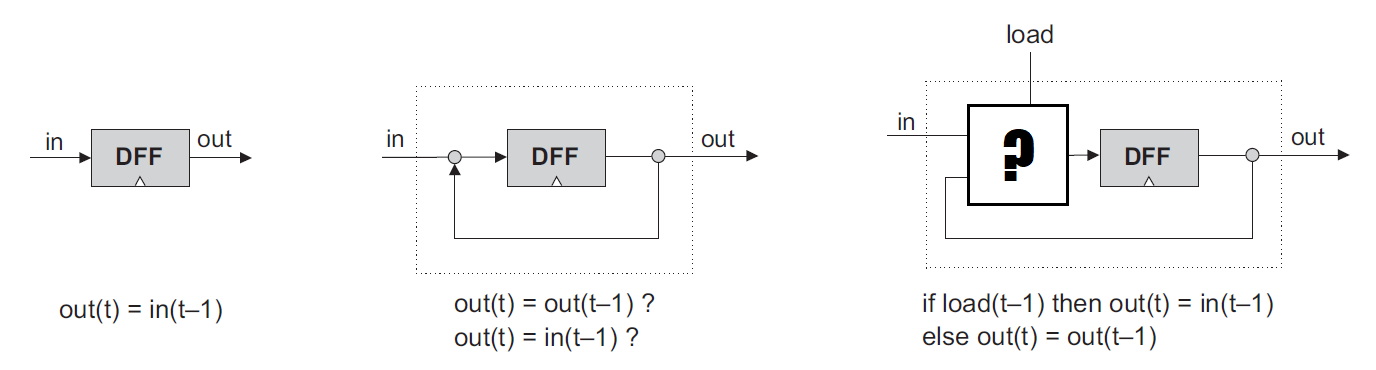 in
DFF
out
out(t) = in(t–1)
in
DFF
out
out(t) = out(t–1) ?
out(t) = in(t–1) ?
load
in
?
DFF
out
if load(t–1) then out(t) = in(t–1)
else out(t) = out(t–1)